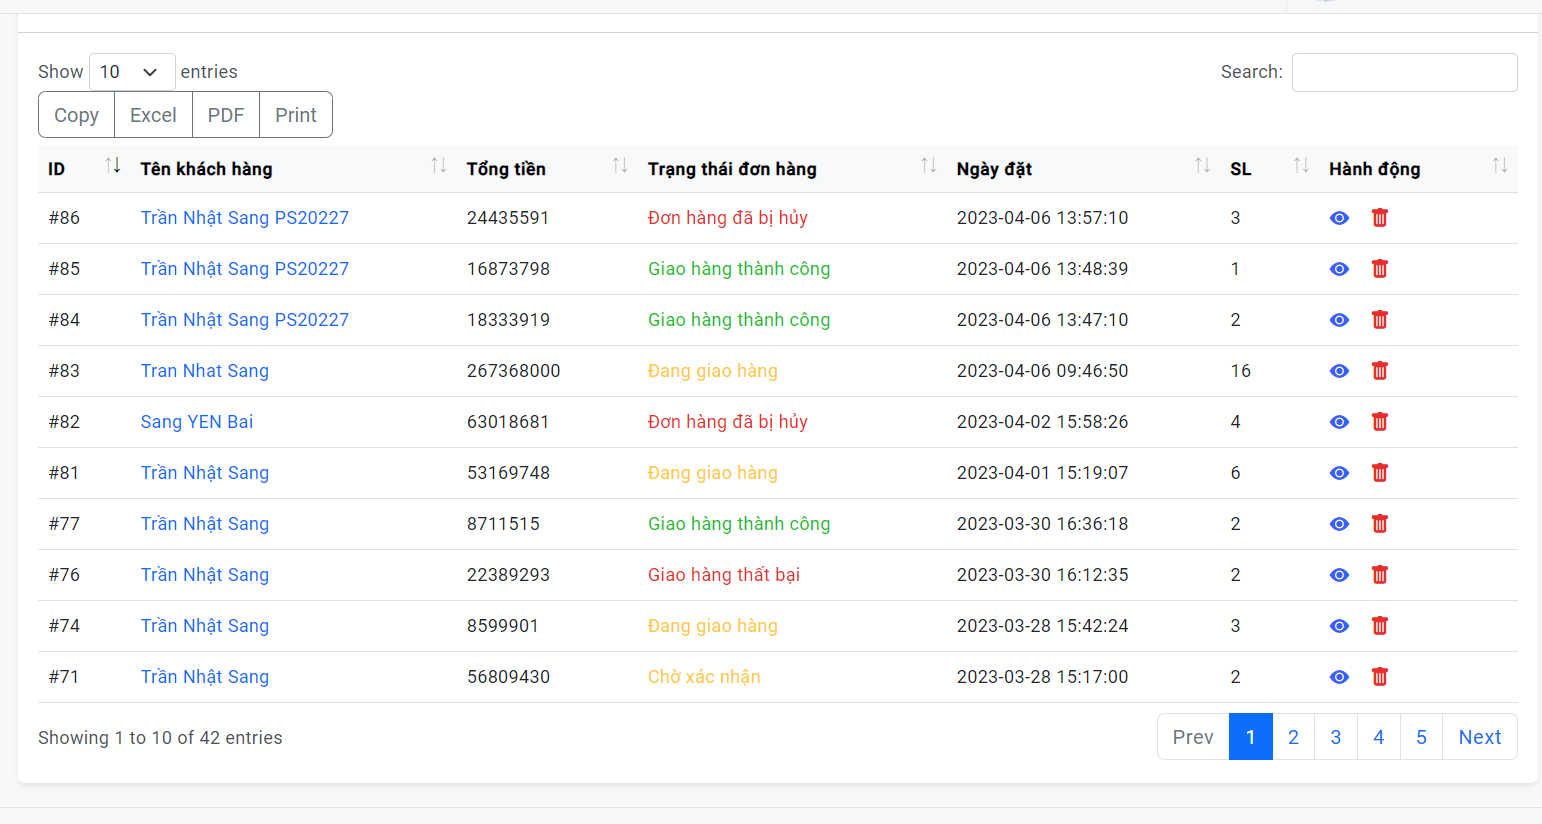 Show 10 entries Search:
Copy Excel PDF Print
ID Tên khách hàng Tổng tiền Trạng thái đơn hàng Ngày đặt SL Hành động
#86 Trần Nhật Sang PS20227 24435591 Đơn hàng đã bị hủy 2023-04-06 13:57:10 3
#85 Trần Nhật Sang PS20227 16873798 Giao hàng thành công 2023-04-06 13:48:39 1
#84 Trần Nhật Sang PS20227 18333919 Giao hàng thành công 2023-04-06 13:47:10 2
#83 Tran Nhat Sang 267368000 Đang giao hàng 2023-04-06 09:46:50 16
#82 Sang YEN Bai 63018681 Đơn hàng đã bị hủy 2023-04-02 15:58:26 4
#81 Trần Nhật Sang 53169748 Đang giao hàng 2023-04-01 15:19:07 6
#77 Trần Nhật Sang 8711515 Giao hàng thành công 2023-03-30 16:36:18 2
#76 Trần Nhật Sang 22389293 Giao hàng thất bại 2023-03-30 16:12:35 2
#74 Trần Nhật Sang 8599901 Đang giao hàng 2023-03-28 15:42:24 3
#71 Trần Nhật Sang 56809430 Chờ xác nhận 2023-03-28 15:17:00 2
Showing 1 to 10 of 42 entries Prev 1 2 3 4 5 Next